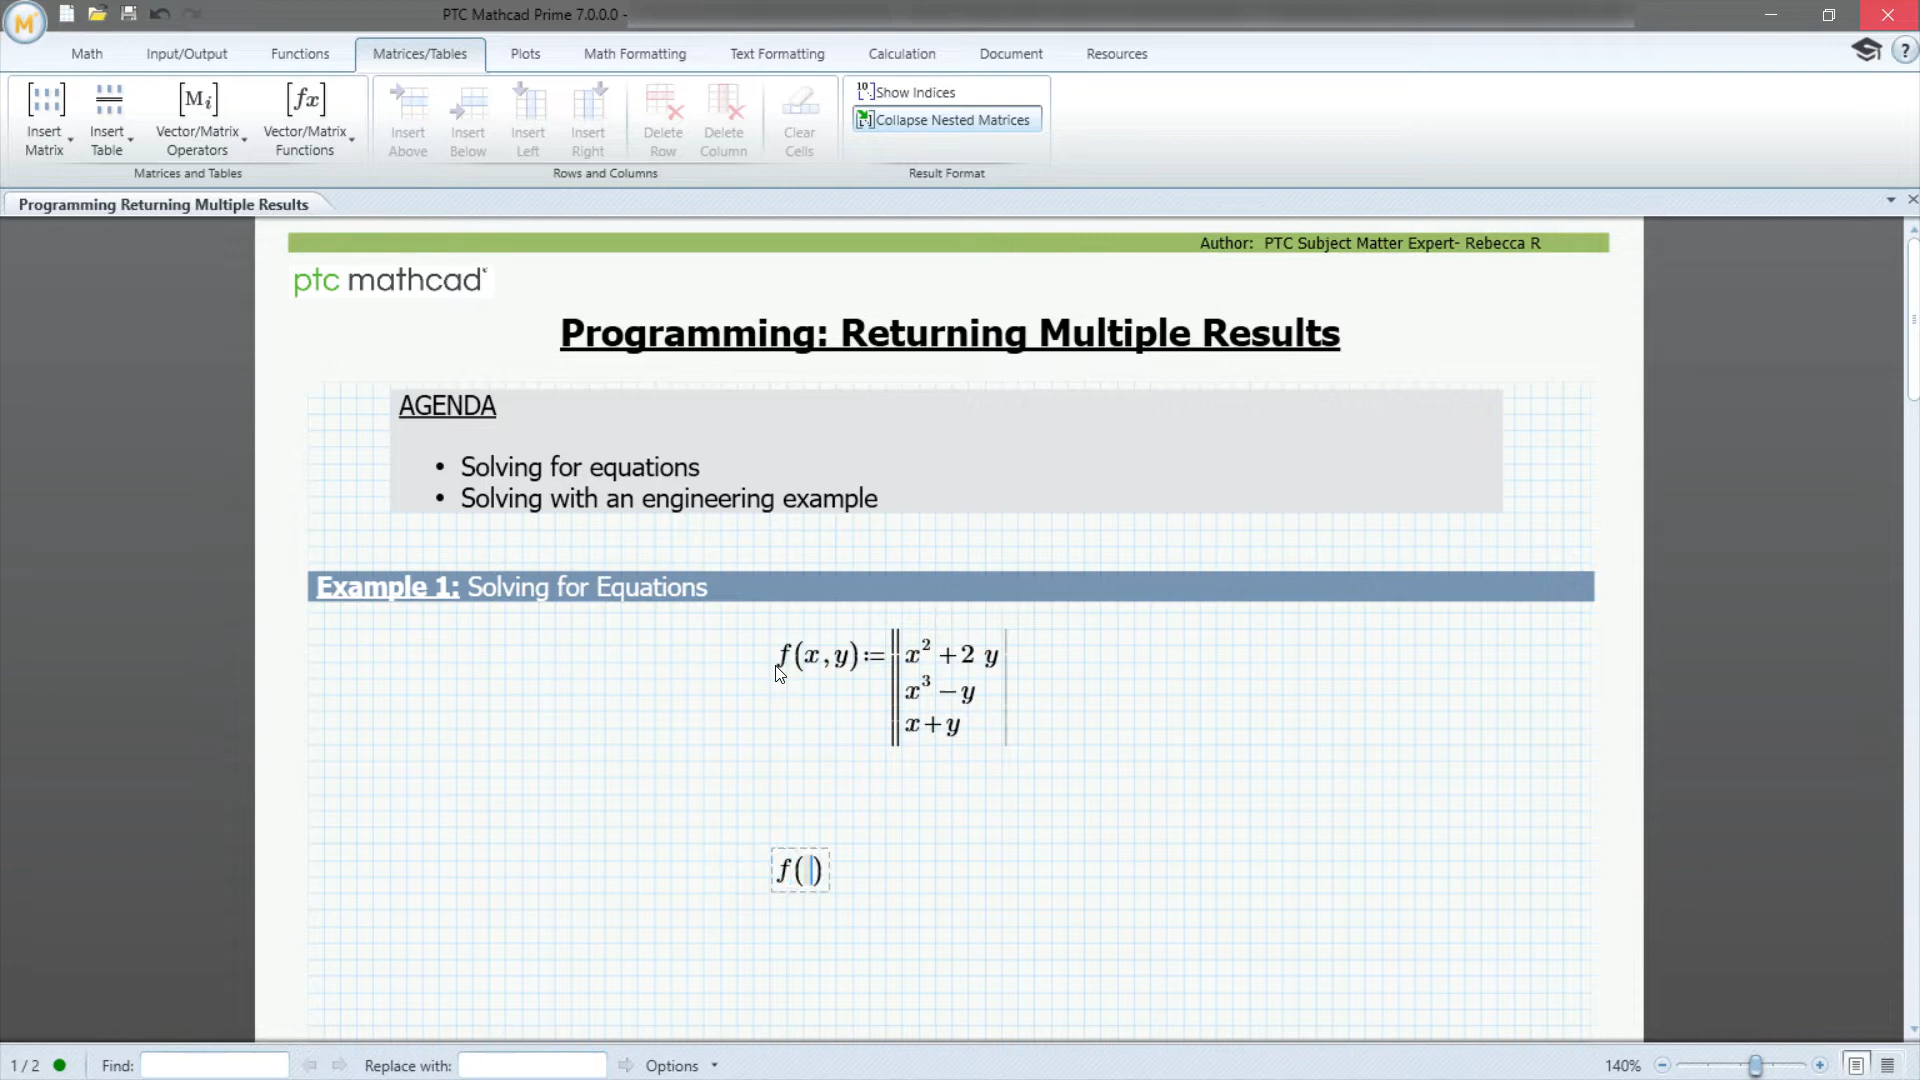 PTC Mathcad Prime 7.0.0.0 -
Math Input/Output Functions Matrices/Tables Plots Math Formatting Text Formatting Calculation Document Resources
Insert Matrix
Insert Table
Vector/Matrix Operators
Vector/Matrix Functions
Matrices and Tables
Insert Above
Insert Below
Insert Left
Insert Right
Delete Row
Delete Column
Clear Cells
Rows and Columns
Show Indices
Collapse Nested Matrices
Result Format
Programming Returning Multiple Results
Author: PTC Subject Matter Expert- Rebecca R
ptc mathcad®
Programming: Returning Multiple Results
AGENDA
• Solving for equations
• Solving with an engineering example
Example 1: Solving for Equations
f(x,y):=‖x² +2 y
x³ −y
x+y
f( )
1 / 2 Find: Replace with: Options 140%